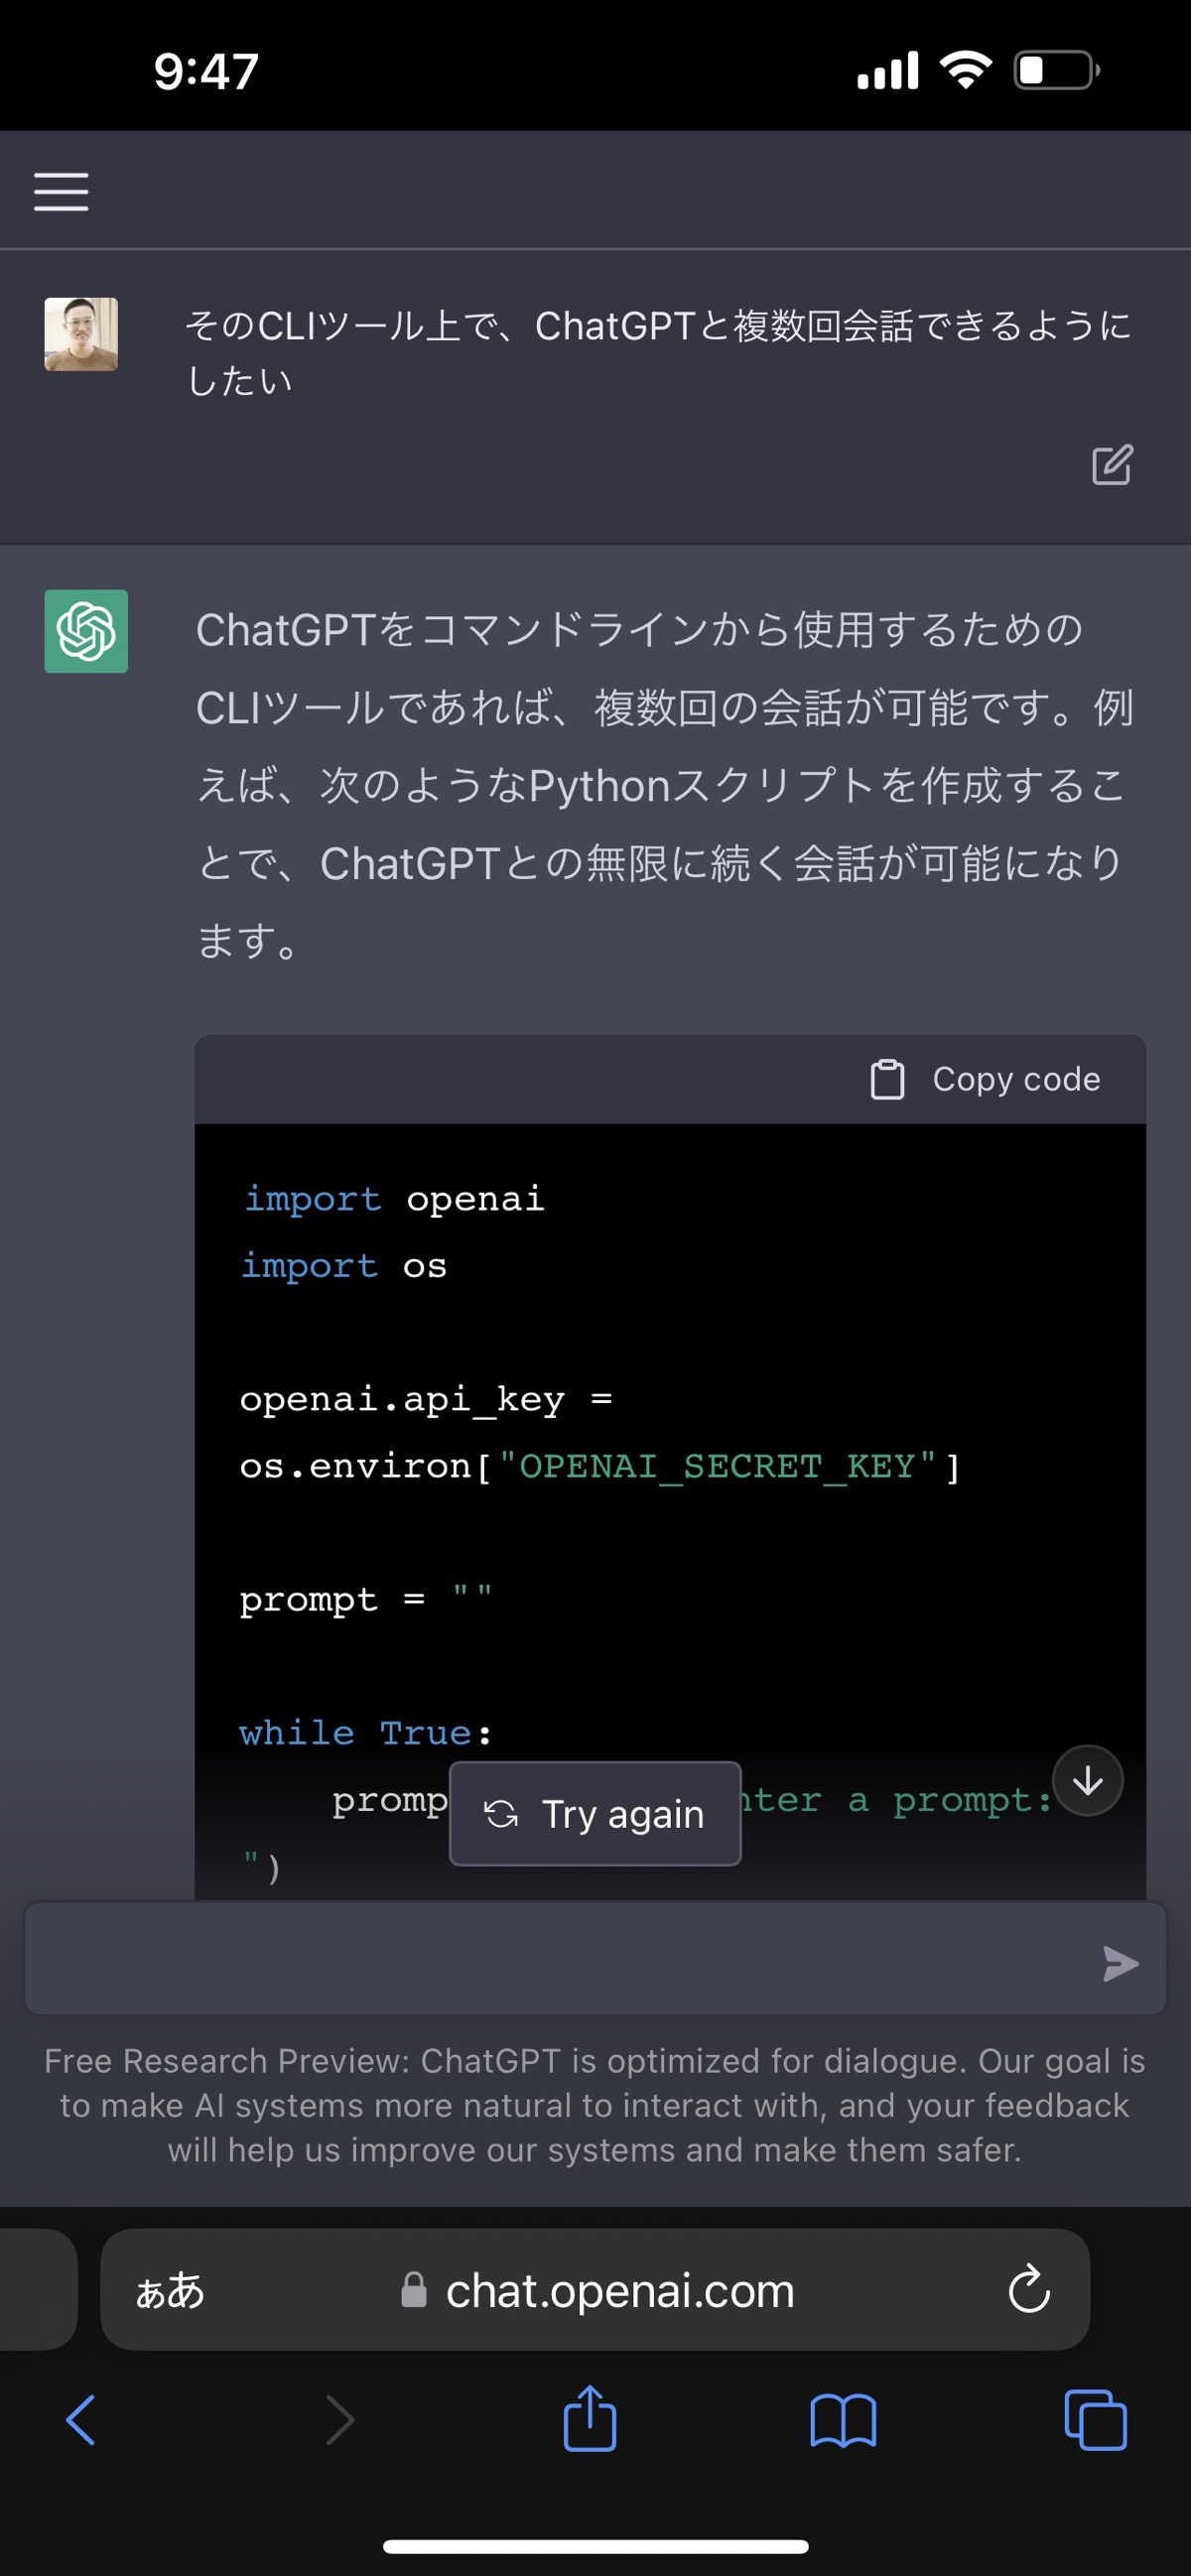 9:47
そのCLIツール上で、ChatGPTと複数回会話できるように
したい
ChatGPTをコマンドラインから使用するための
CLIツールであれば、複数回の会話が可能です。例
えば、次のようなPythonスクリプトを作成するこ
とで、ChatGPTとの無限に続く会話が可能になり
ます。
Copy code
import openai
import os
openai.api_key =
os.environ["OPENAI_SECRET_KEY"]
prompt = ""
while True:
a prompt:
")
Try again
Free Research Preview: ChatGPT is optimized for dialogue. Our goal is
to make AI systems more natural to interact with, and your feedback
will help us improve our systems and make them safer.
ぁあ
chat.openai.com